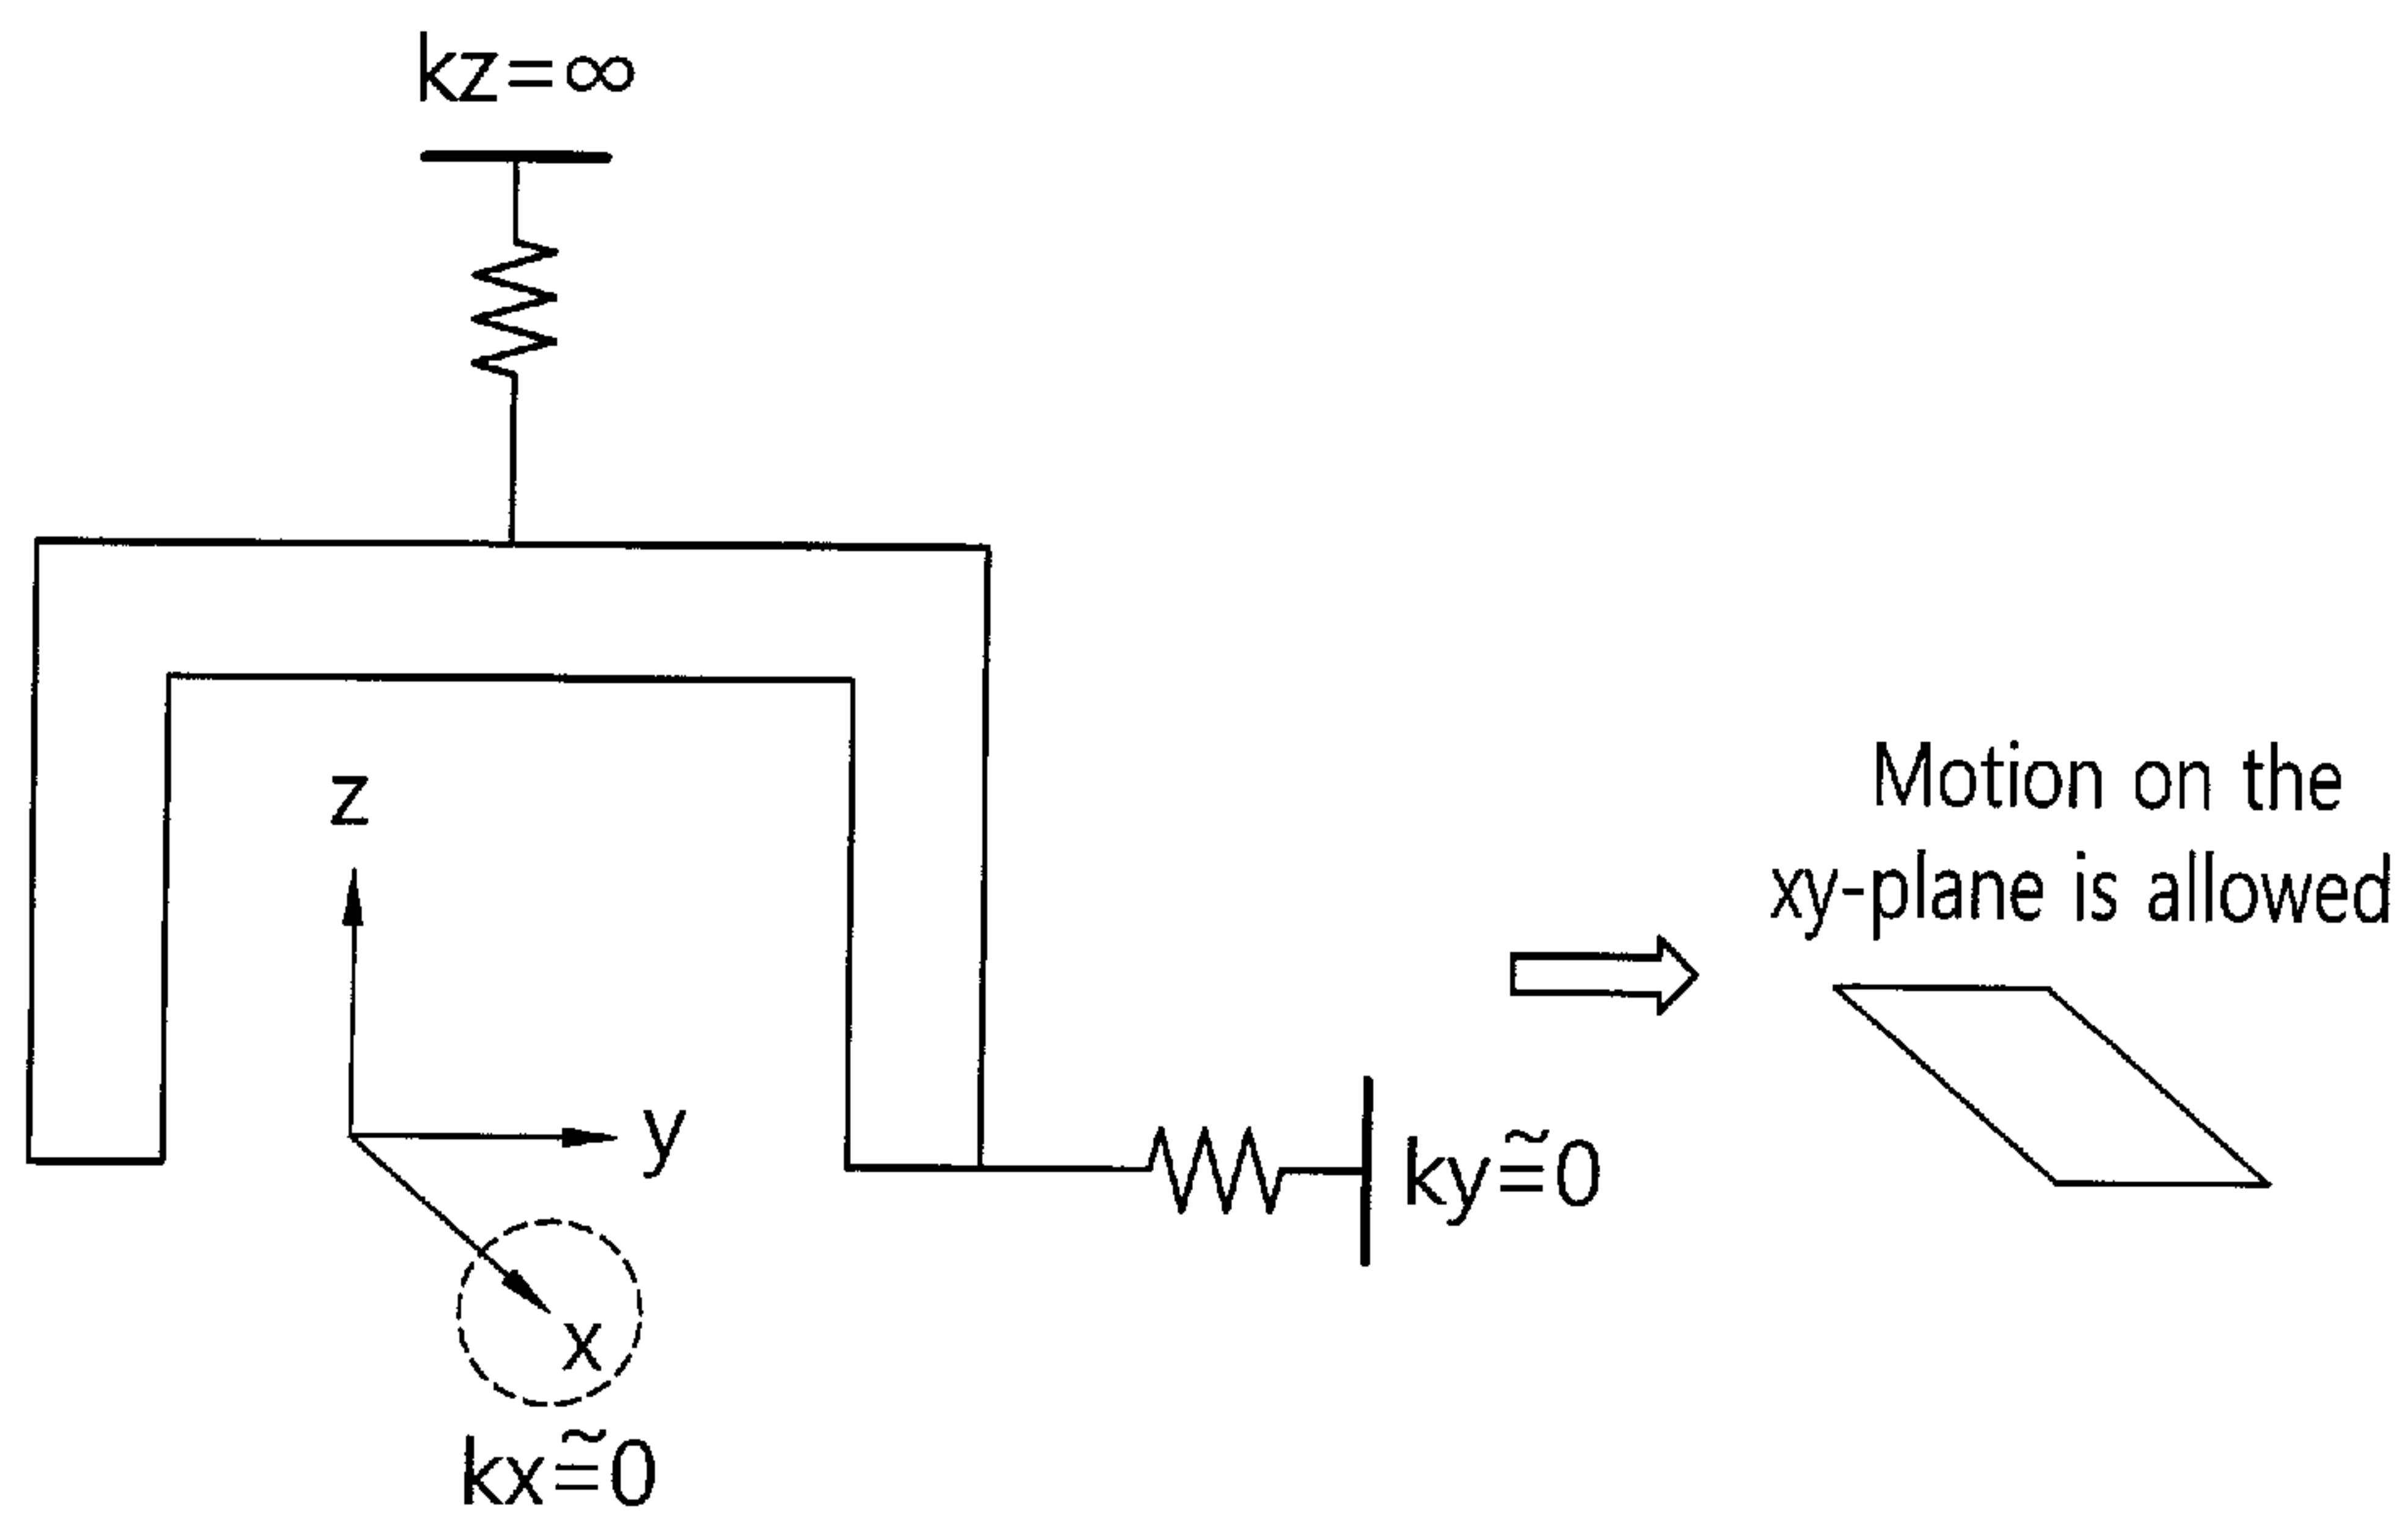 kz=∞
z
Motion on the
xy-plane is allowed
y
ky≅0
x
kx≅0